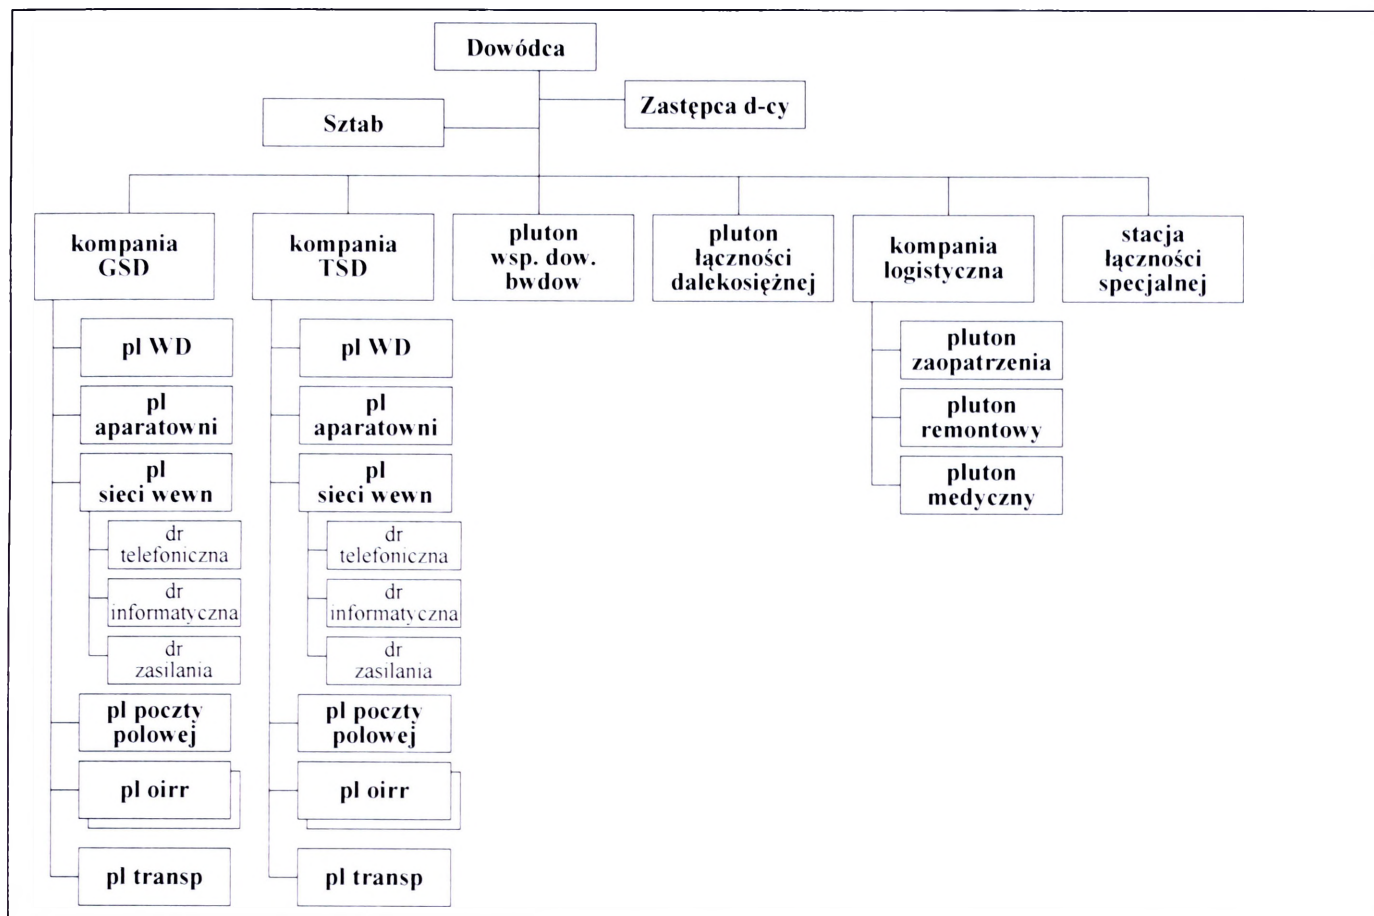 Dowódca
Zastępca d-cy
Sztab
kompania
GSD
kompania
TSD
pluton
wsp. dow.
bwdow
pluton
łączności
dalekosiężnej
kompania
logistyczna
stacja
łączności
specjalnej
pl WD
pl
aparatowni
pl
sieci wewn
dr
telefoniczna
dr
informatyczna
dr
zasilania
pl poczty
polowej
pl oirr
pl transp
pl WD
pl
aparatowni
pl
sieci wewn
dr
telefoniczna
dr
informatyczna
dr
zasilania
pl poczty
polowej
pl oirr
pl transp
pluton
zaopatrzenia
pluton
remontowy
pluton
medyczny